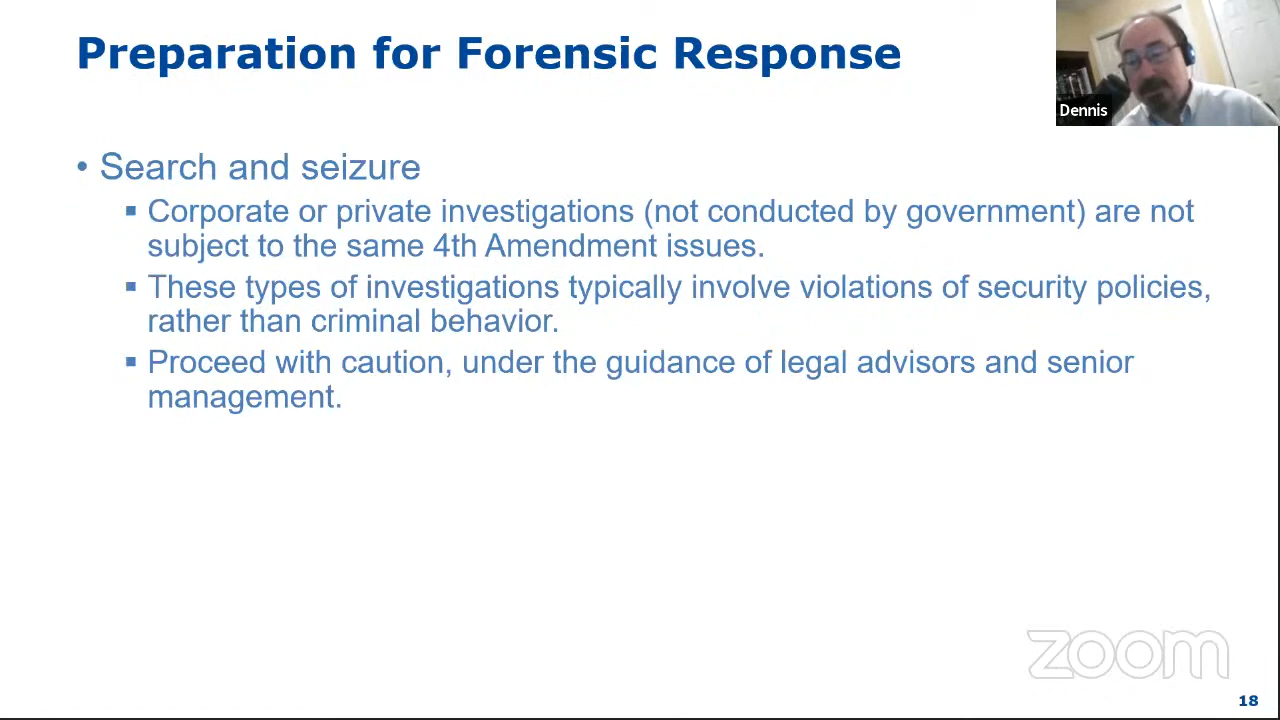 Preparation for Forensic Response
Dennis
• Search and seizure
▪ Corporate or private investigations (not conducted by government) are not
subject to the same 4th Amendment issues.
▪ These types of investigations typically involve violations of security policies,
rather than criminal behavior.
▪ Proceed with caution, under the guidance of legal advisors and senior
management.
zoom
18